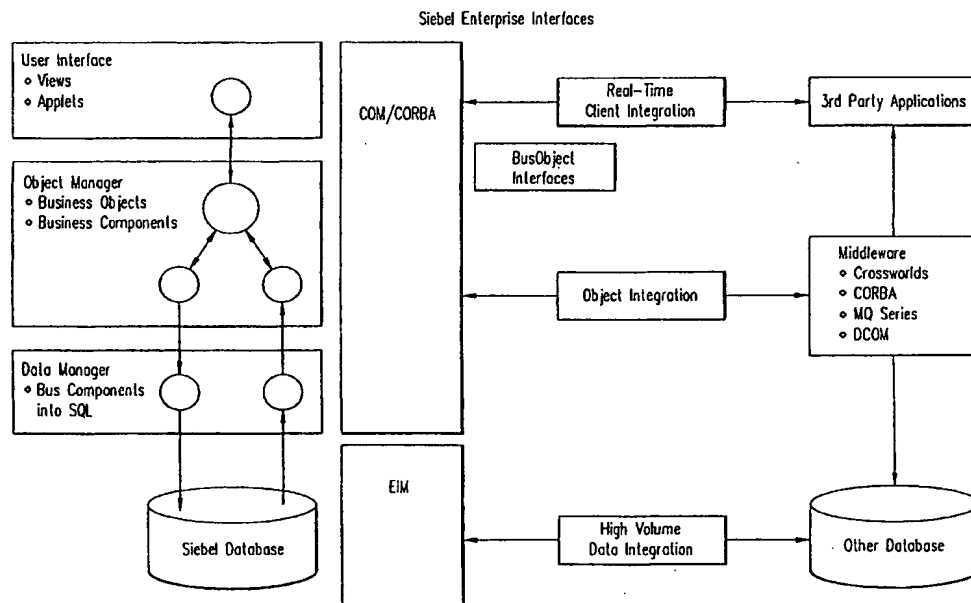 Siebel Enterprise Interfaces
User Interface
Views
Applets
Object Manager
Business Objects
Business Components
Data Manager
Bus Components
into SQL
Siebel Database
COM/CORBA
EIM
Real-Time
Client Integration
BusObject
Interfaces
Object Integration
High Volume
Data Integration
3rd Party Applications
Middleware
Crossworlds
CORBA
MQ Series
DCOM
Other Database